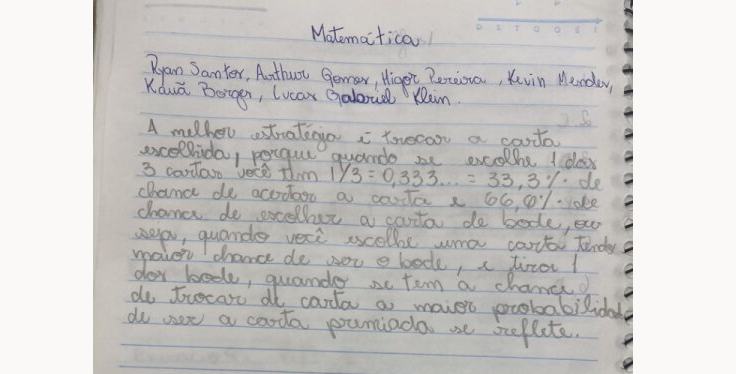 Matemática
Ryan Santos, Arthur Gomes, Higor Pereira, Kevin Mendes,
Kauã Borges, Lucas Gabriel Klein.
A melhor estratégia é trocar a carta
escolhida, porque quando se escolhe 1 das
3 cartas você tem 1/3 = 0,333... = 33,3%. de
chance de acertar a carta e 66,6%. de
chance de escolher a carta de bode, ou
seja, quando você escolhe uma carta tende
maior chance de ser o bode, e tirar 1
dos bode, quando se tem a chance
de trocar de carta a maior probabilidad
de ser a carta premiada se reflete.